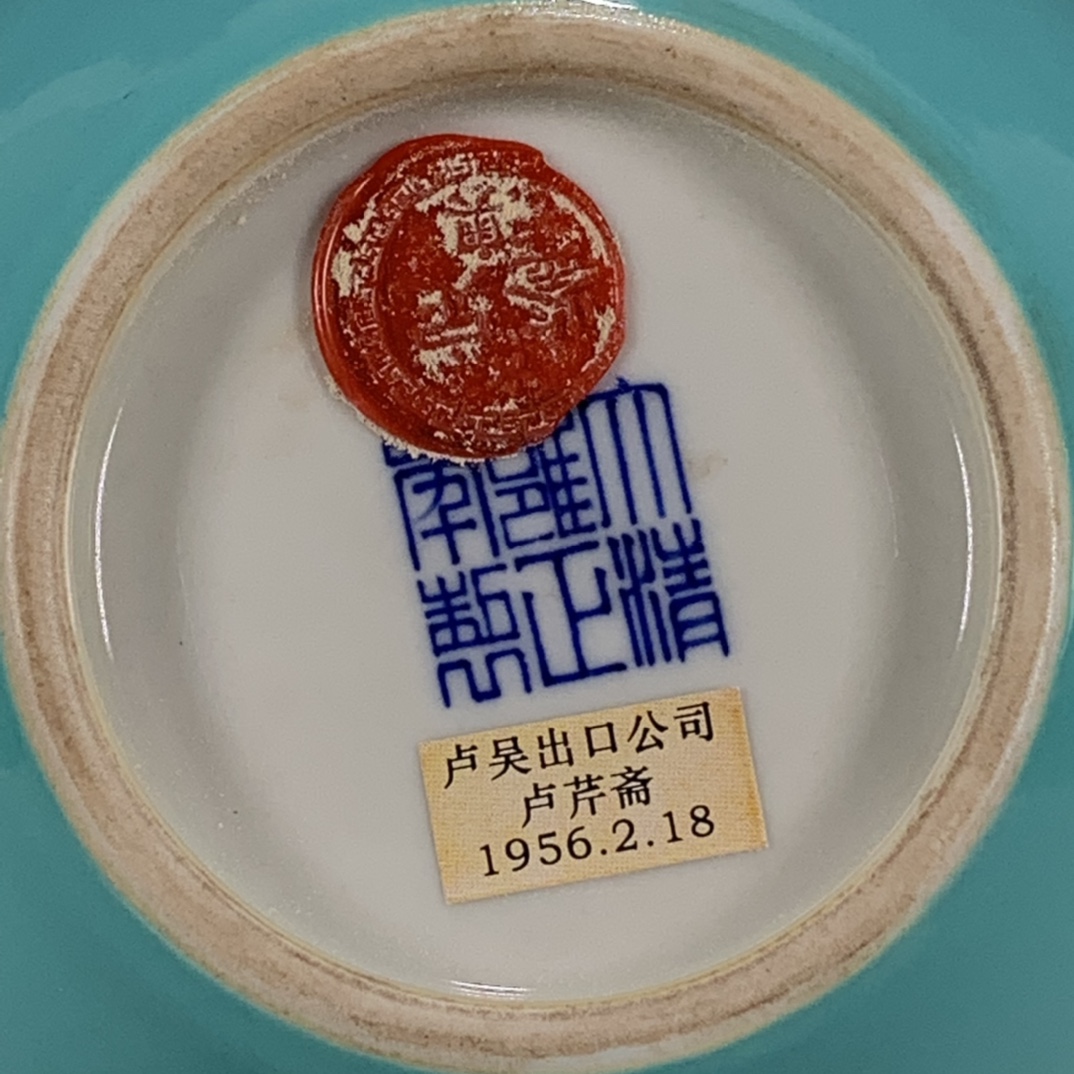 大清
雍正
年製
卢吴出口公司
卢芹斋
1956.2.18